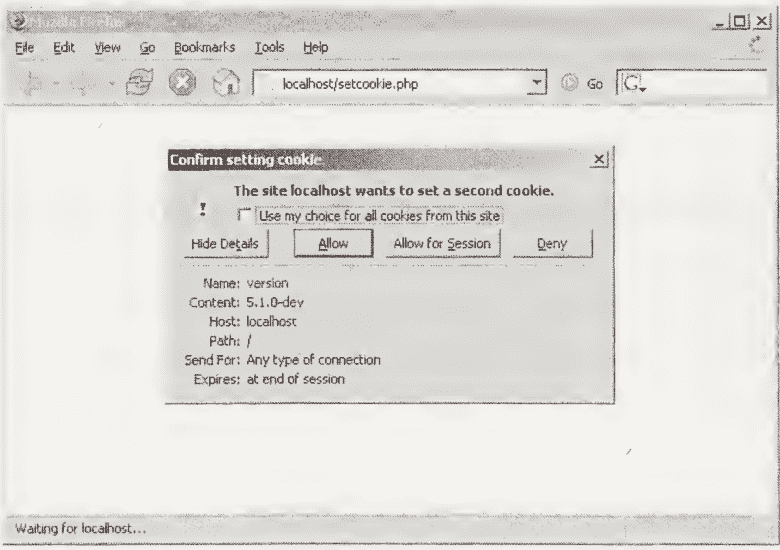 Mozilla Firefox
File Edit View Go Bookmarks Tools Help
localhost/setcookie.php Go G
Confirm setting cookie
The site localhost wants to set a second cookie.
! Use my choice for all cookies from this site
Hide Details Allow Allow for Session Deny
Name: version
Content: 5.1.0-dev
Host: localhost
Path: /
Send For: Any type of connection
Expires: at end of session
Waiting for localhost...